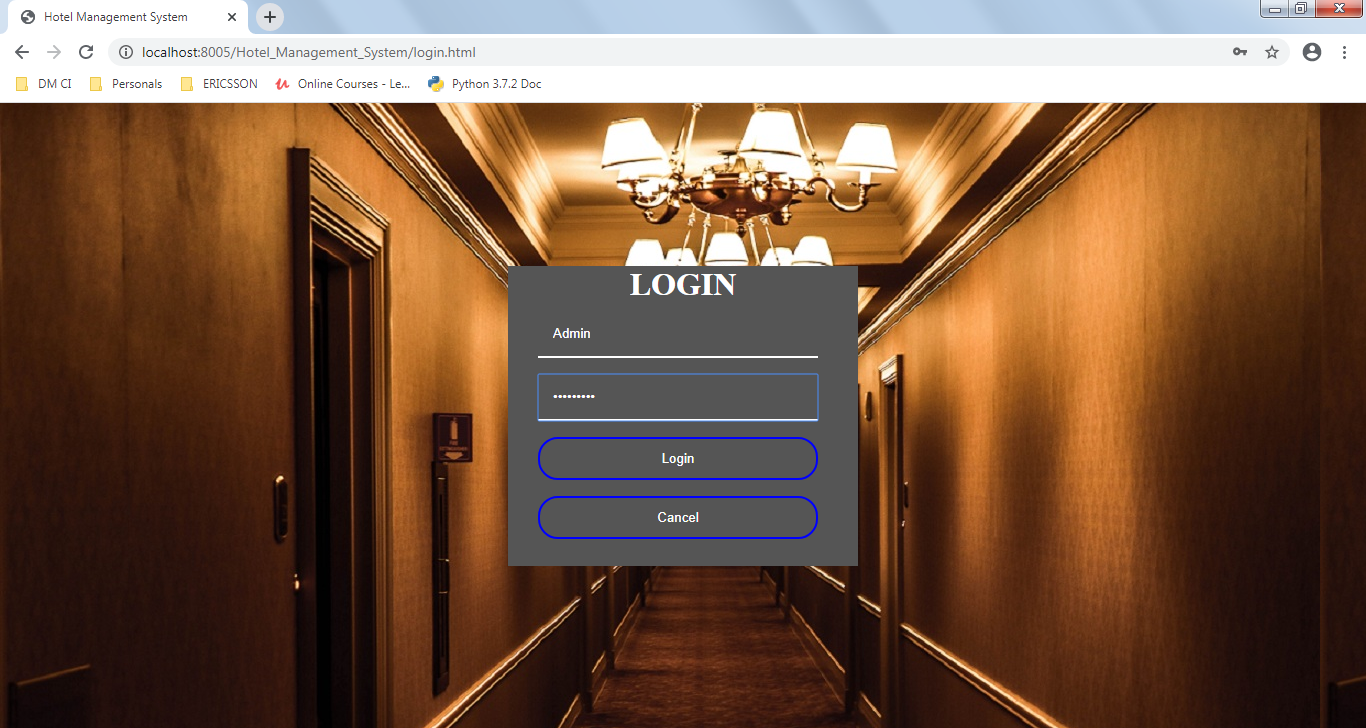 Hotel Management System
localhost:8005/Hotel_Management_System/login.html
DM CI Personals ERICSSON Online Courses - Le... Python 3.7.2 Doc
LOGIN
Admin
•••••••••
Login
Cancel